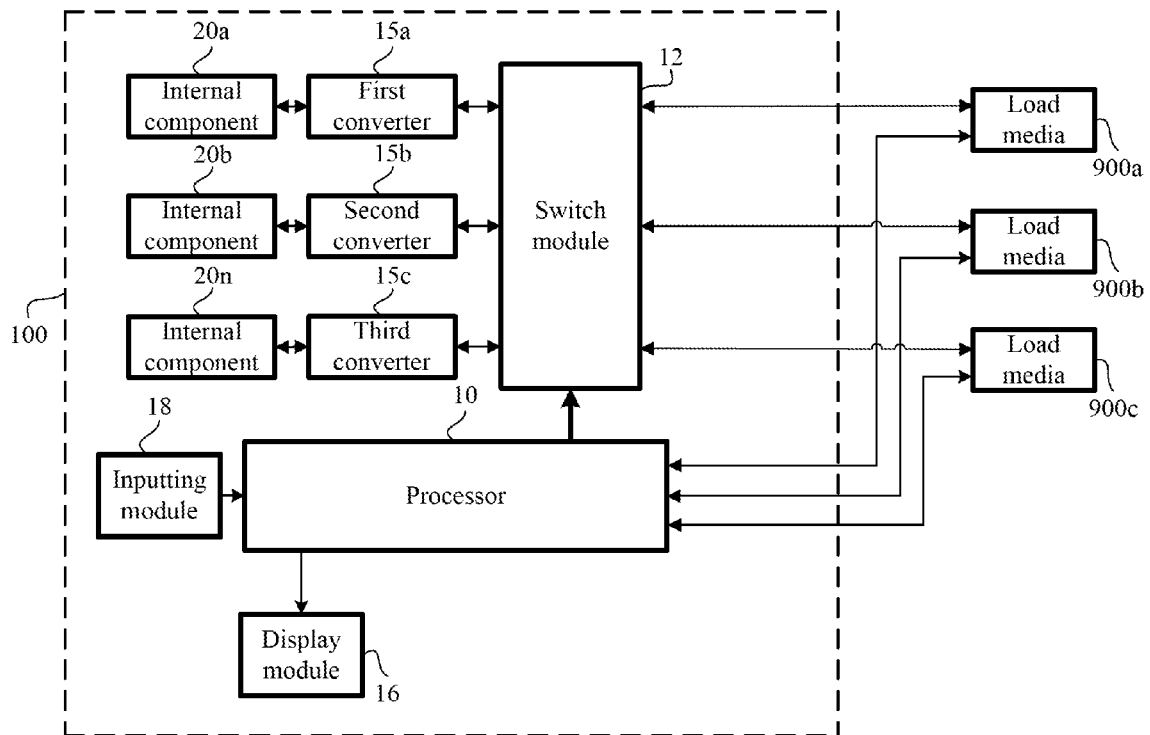 20a
15a
12
Internal
component
First
converter
Load
media
900a
20b
15b
Internal
component
Second
converter
Switch
module
Load
media
900b
20n
15c
Internal
component
Third
converter
Load
media
900c
100
18
10
Inputting
module
Processor
Display
module
16